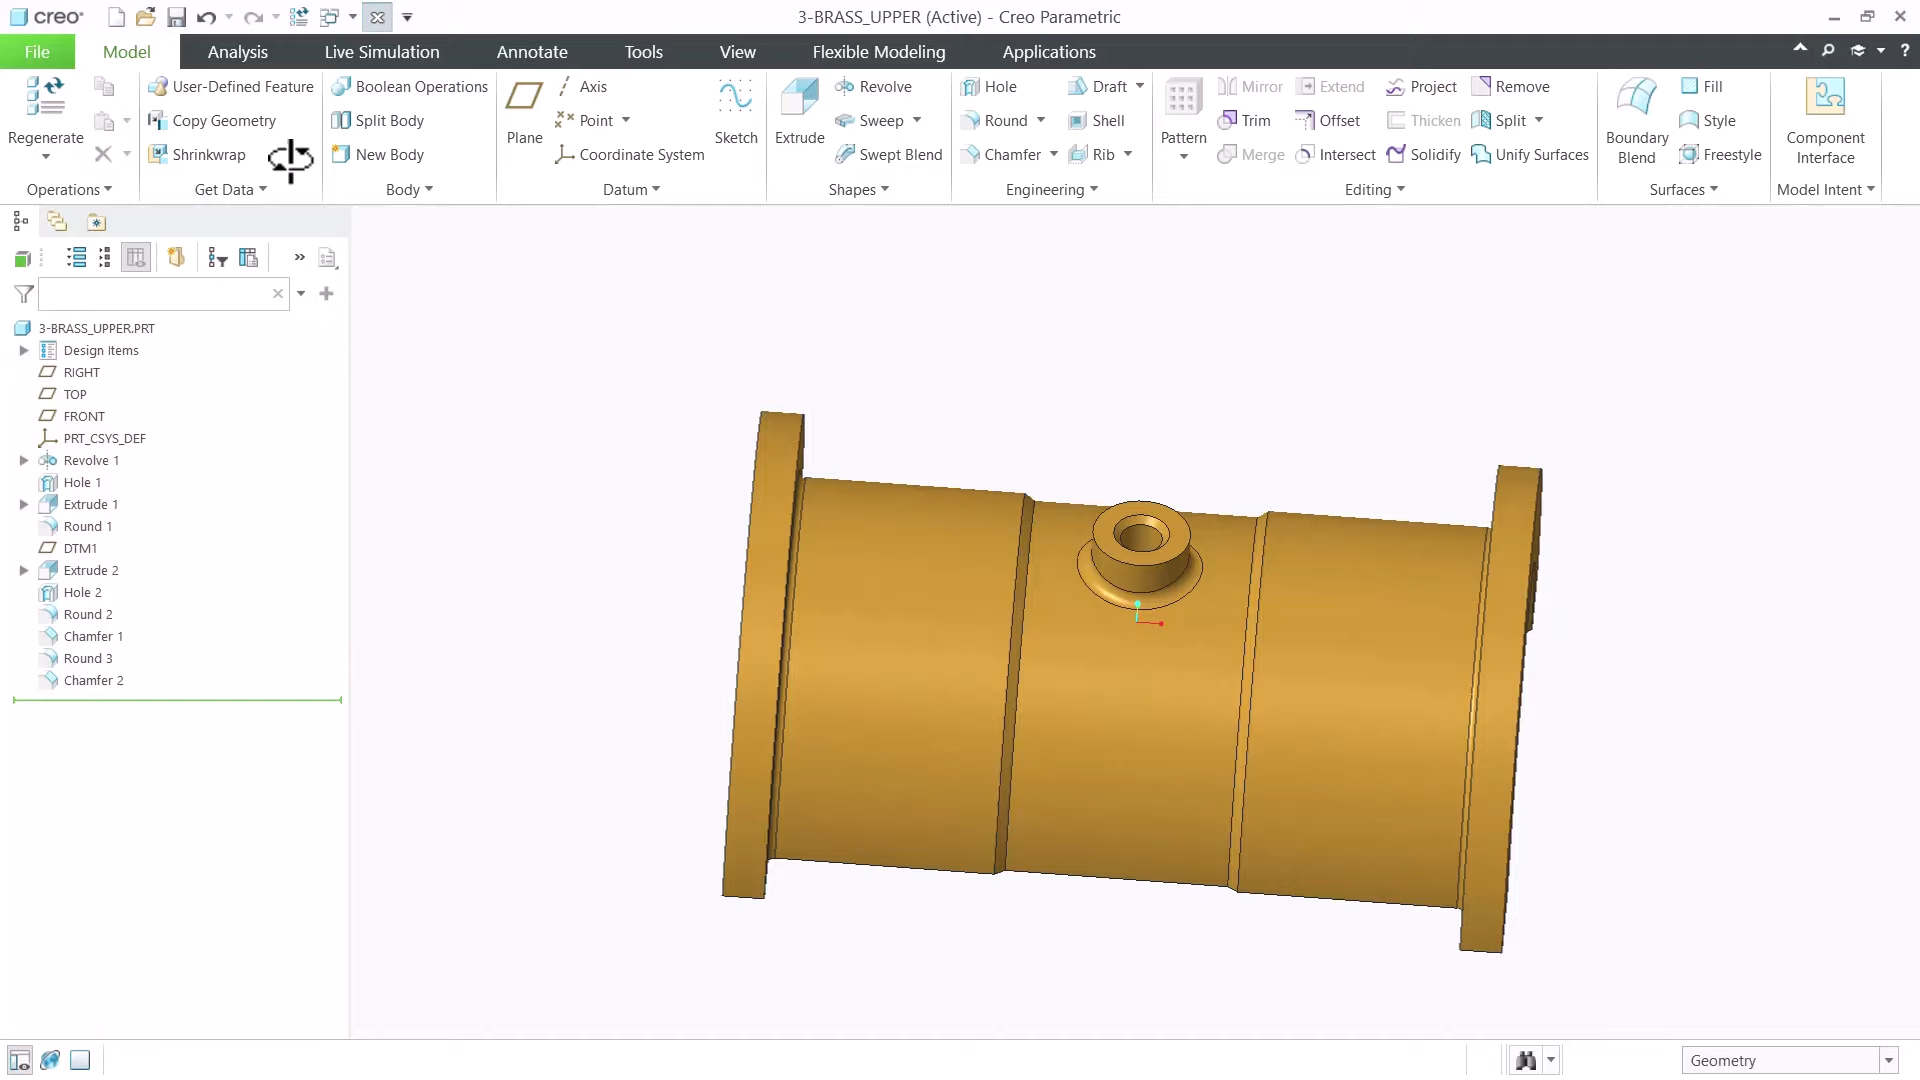 creo®
3-BRASS_UPPER (Active) - Creo Parametric
File Model Analysis Live Simulation Annotate Tools View Flexible Modeling Applications
Regenerate
Operations
User-Defined Feature
Copy Geometry
Shrinkwrap
Get Data
Boolean Operations
Split Body
New Body
Body
Plane
Axis
Point
Coordinate System
Sketch
Datum
Extrude
Revolve
Sweep
Swept Blend
Shapes
Hole
Round
Chamfer
Draft
Shell
Rib
Engineering
Pattern
Mirror
Trim
Merge
Extend
Offset
Intersect
Project
Thicken
Solidify
Remove
Split
Unify Surfaces
Editing
Boundary
Blend
Fill
Style
Freestyle
Surfaces
Component
Interface
Model Intent
3-BRASS_UPPER.PRT
Design Items
RIGHT
TOP
FRONT
PRT_CSYS_DEF
Revolve 1
Hole 1
Extrude 1
Round 1
DTM1
Extrude 2
Hole 2
Round 2
Chamfer 1
Round 3
Chamfer 2
Geometry